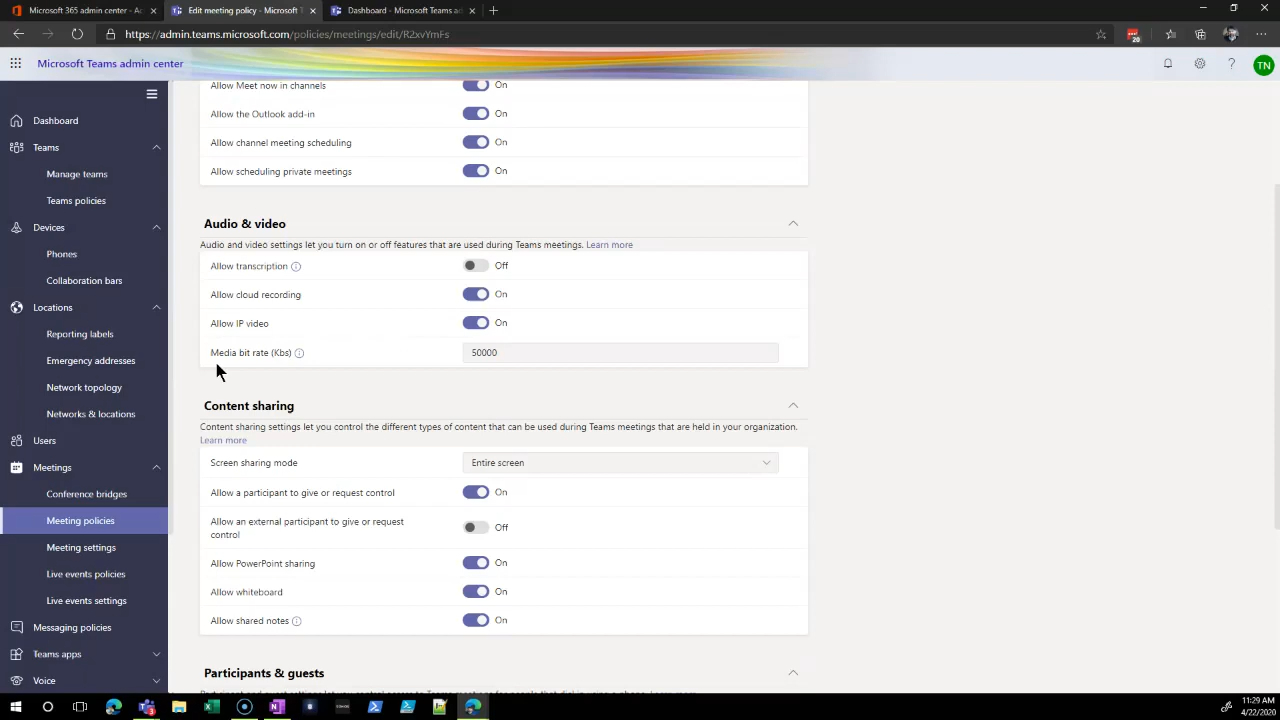 Microsoft 365 admin center - Ac
Edit meeting policy - Microsoft T
Dashboard - Microsoft Teams ad
https://admin.teams.microsoft.com/policies/meetings/edit/R2xvYmFs
20
Microsoft Teams admin center
TN
Dashboard
Teams
Manage teams
Teams policies
Devices
Phones
Collaboration bars
Locations
Reporting labels
Emergency addresses
Network topology
Networks & locations
Users
Meetings
Conference bridges
Meeting policies
Meeting settings
Live events policies
Live events settings
Messaging policies
Teams apps
Voice
Allow Meet now in channels On
Allow the Outlook add-in On
Allow channel meeting scheduling On
Allow scheduling private meetings On
Audio & video
Audio and video settings let you turn on or off features that are used during Teams meetings. Learn more
Allow transcription Off
Allow cloud recording On
Allow IP video On
Media bit rate (Kbs) 50000
Content sharing
Content sharing settings let you control the different types of content that can be used during Teams meetings that are held in your organization.
Learn more
Screen sharing mode Entire screen
Allow a participant to give or request control On
Allow an external participant to give or request
control Off
Allow PowerPoint sharing On
Allow whiteboard On
Allow shared notes On
Participants & guests
11:29 AM
4/22/2020